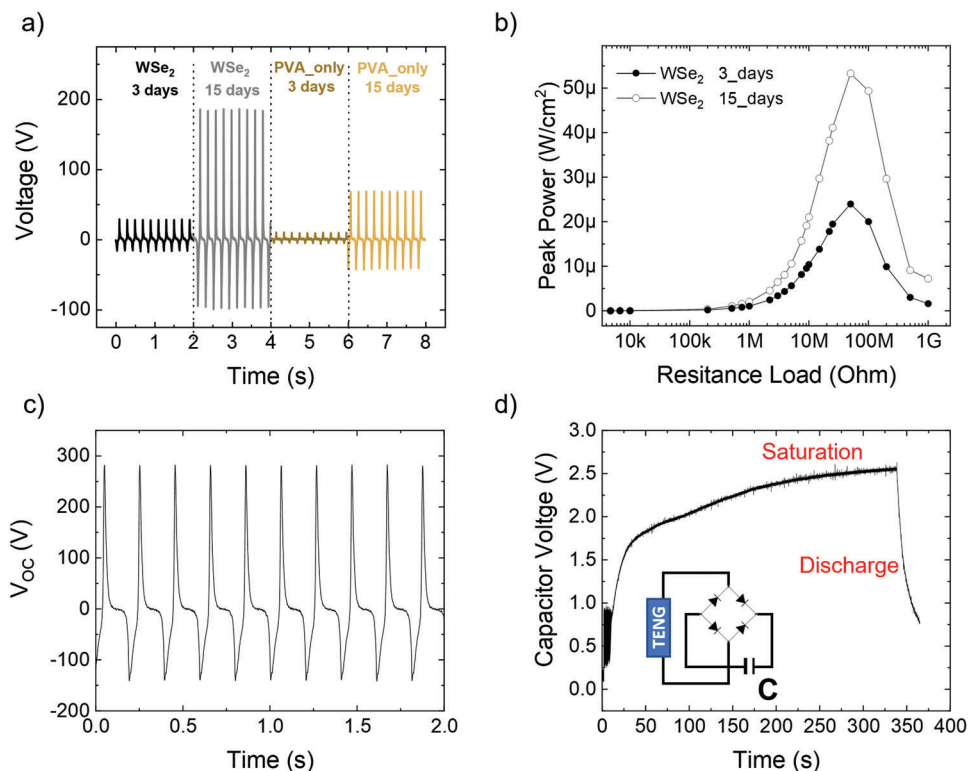 a)
WSe2 WSe2 PVA_only PVA_only
3 days 15 days 3 days 15 days
200
100
0
-100
Voltage (V)
0 1 2 3 4 5 6 7 8
Time (s)
b)
WSe2 3_days
WSe2 15_days
50µ
40µ
30µ
20µ
10µ
0
Peak Power (W/cm2)
10k 100k 1M 10M 100M 1G
Resitance Load (Ohm)
c)
300
200
100
0
-100
-200
VOC (V)
0.0 0.5 1.0 1.5 2.0
Time (s)
d)
3.0
2.5
2.0
1.5
1.0
0.5
0.0
Capacitor Voltge (V)
Saturation
Discharge
TENG
C
0 50 100 150 200 250 300 350
Time (s)